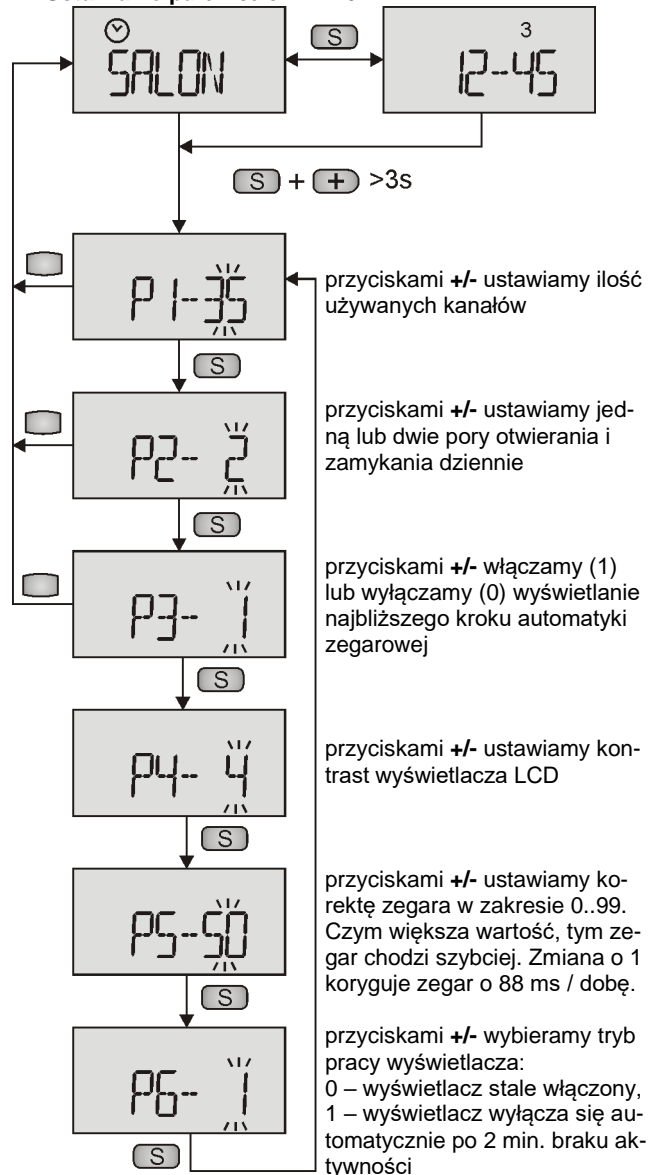 SALON
S
3
12-45
S + + >3s
P1-35
przyciskami +/- ustawiamy ilość
używanych kanałów
S
P2- 2
przyciskami +/- ustawiamy jed-
ną lub dwie pory otwierania i
zamykania dziennie
S
P3- 1
przyciskami +/- włączamy (1)
lub wyłączamy (0) wyświetlanie
najbliższego kroku automatyki
zegarowej
S
P4- 4
przyciskami +/- ustawiamy kon-
trast wyświetlacza LCD
S
P5-50
przyciskami +/- ustawiamy ko-
rektę zegara w zakresie 0..99.
Czym większa wartość, tym ze-
gar chodzi szybciej. Zmiana o 1
koryguje zegar o 88 ms / dobę.
S
P6- 1
przyciskami +/- wybieramy tryb
pracy wyświetlacza:
0 – wyświetlacz stale włączony,
1 – wyświetlacz wyłącza się au-
tomatycznie po 2 min. braku ak-
tywności
S